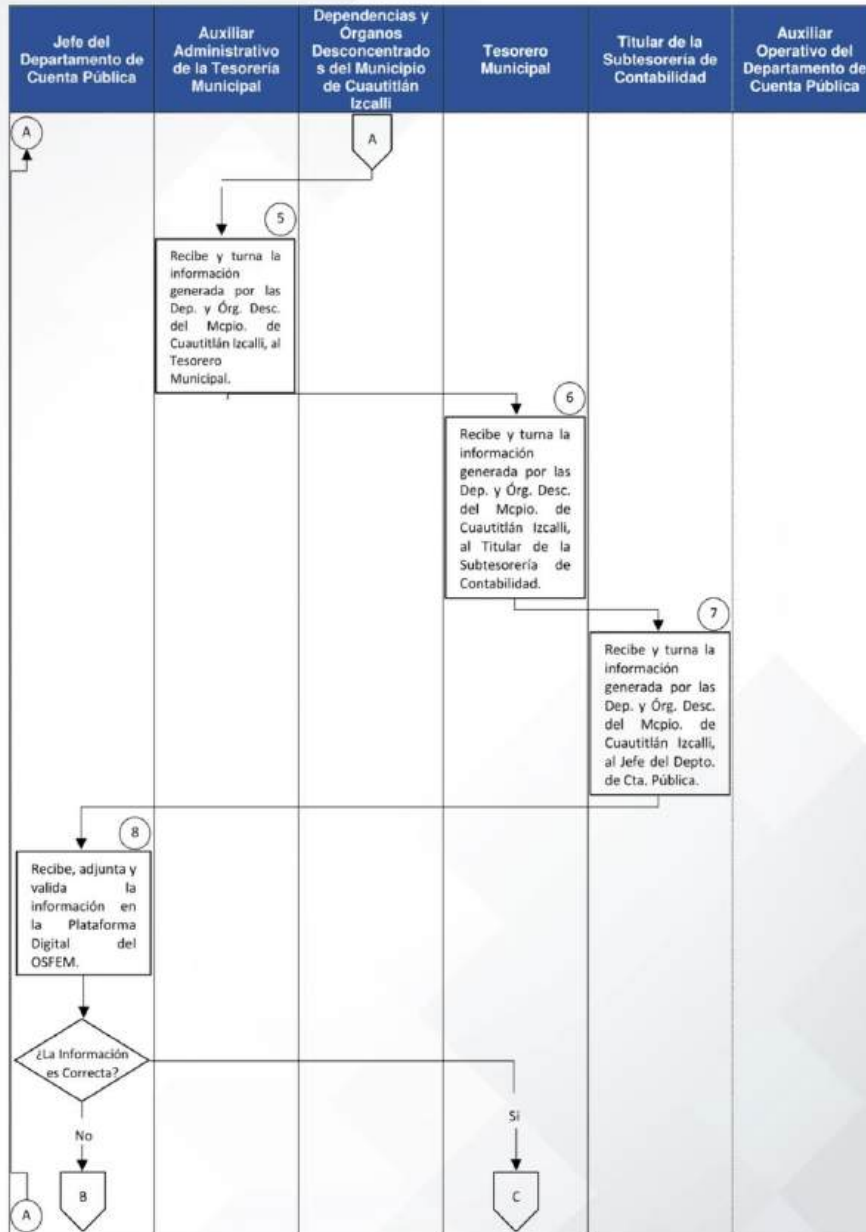 Jefe del
Departamento de
Cuenta Pública
Auxiliar
Administrativo
de la Tesorería
Municipal
Dependencias y
Órganos
Desconcentrado
s del Municipio
de Cuautitlán
Izcalli
Tesorero
Municipal
Titular de la
Subtesorería de
Contabilidad
Auxiliar
Operativo del
Departamento de
Cuenta Pública
A
A
5
Recibe y turna la
información
generada por las
Dep. y Órg. Desc.
del Mcpio. de
Cuautitlán Izcalli, al
Tesorero
Municipal.
6
Recibe y turna la
información
generada por las
Dep. y Órg. Desc.
del Mcpio. de
Cuautitlán Izcalli,
al Titular de la
Subtesorería de
Contabilidad.
7
Recibe y turna la
información
generada por las
Dep. y Órg. Desc.
del Mcpio. de
Cuautitlán Izcalli,
al Jefe del Depto.
de Cta. Pública.
8
Recibe, adjunta y
valida la
información en
la Plataforma
Digital del
OSFEM.
¿La Información
es Correcta?
Si
No
B
C
A